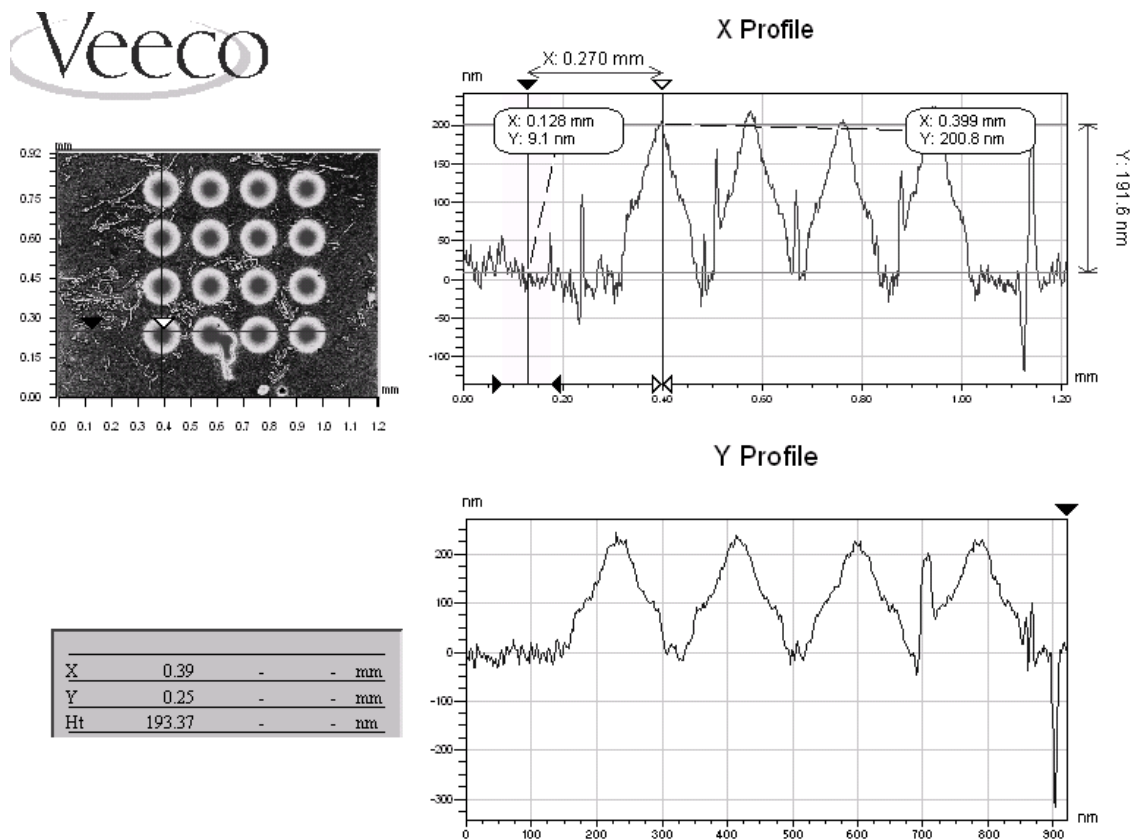 Veeco
X Profile
X: 0.270 mm
nm
X: 0.128 mm
Y: 9.1 nm
X: 0.399 mm
Y: 200.8 nm
200
150
100
50
0
-50
-100
Y: 191.6 nm
mm
0.00 0.20 0.40 0.60 0.80 1.00 1.20
mm
0.92
0.75
0.60
0.45
0.30
0.15
0.00
mm
0.0 0.1 0.2 0.3 0.4 0.5 0.6 0.7 0.8 0.9 1.0 1.1 1.2
Y Profile
nm
200
100
0
-100
-200
-300
nm
0 100 200 300 400 500 600 700 800 900
X 0.39 - - mm
Y 0.25 - - mm
Ht 193.37 - - nm